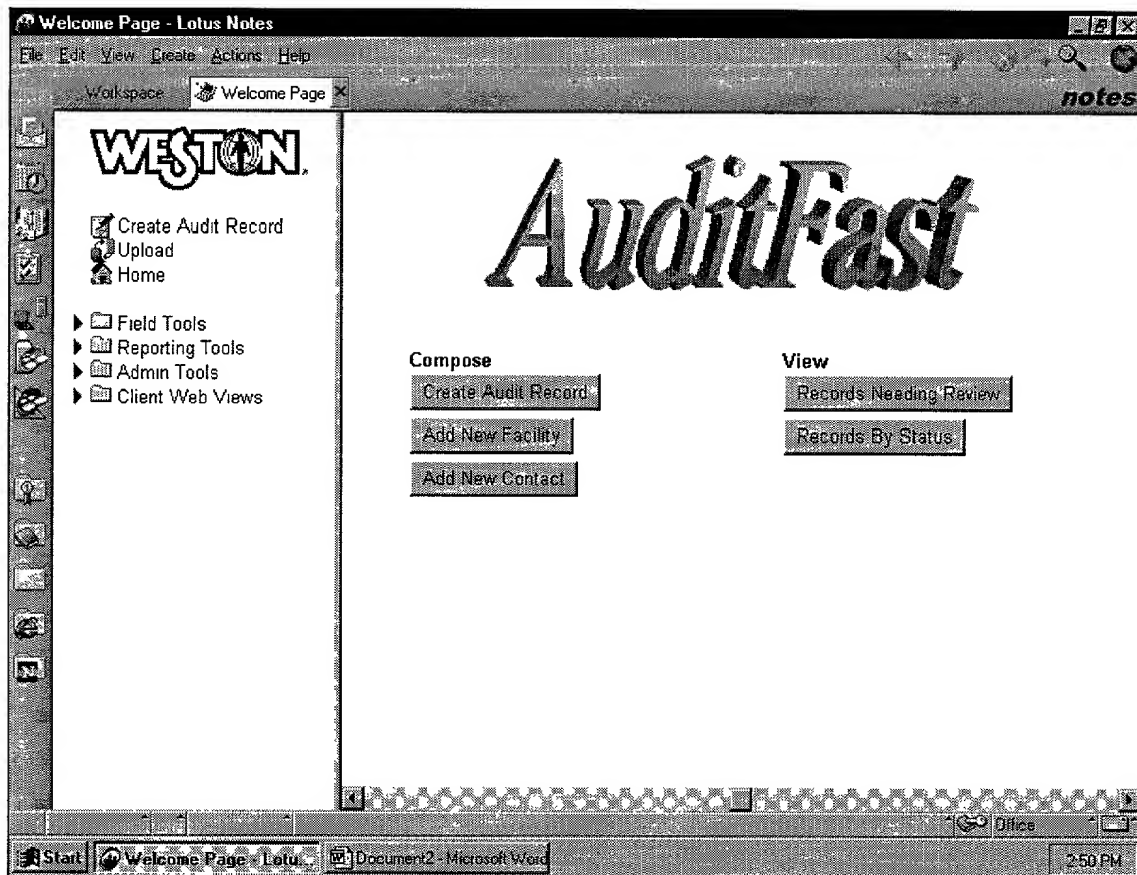 Welcome Page - Lotus Notes
File Edit View Create Actions Help
Workspace Welcome Page
notes
WESTON
Create Audit Record
Upload
Home
Field Tools
Reporting Tools
Admin Tools
Client Web Views
AuditFast
Compose
Create Audit Record
Add New Facility
Add New Contact
View
Records Needing Review
Records By Status
Office
Start Welcome Page - Lotu... Document2 - Microsoft Word 2:50 PM